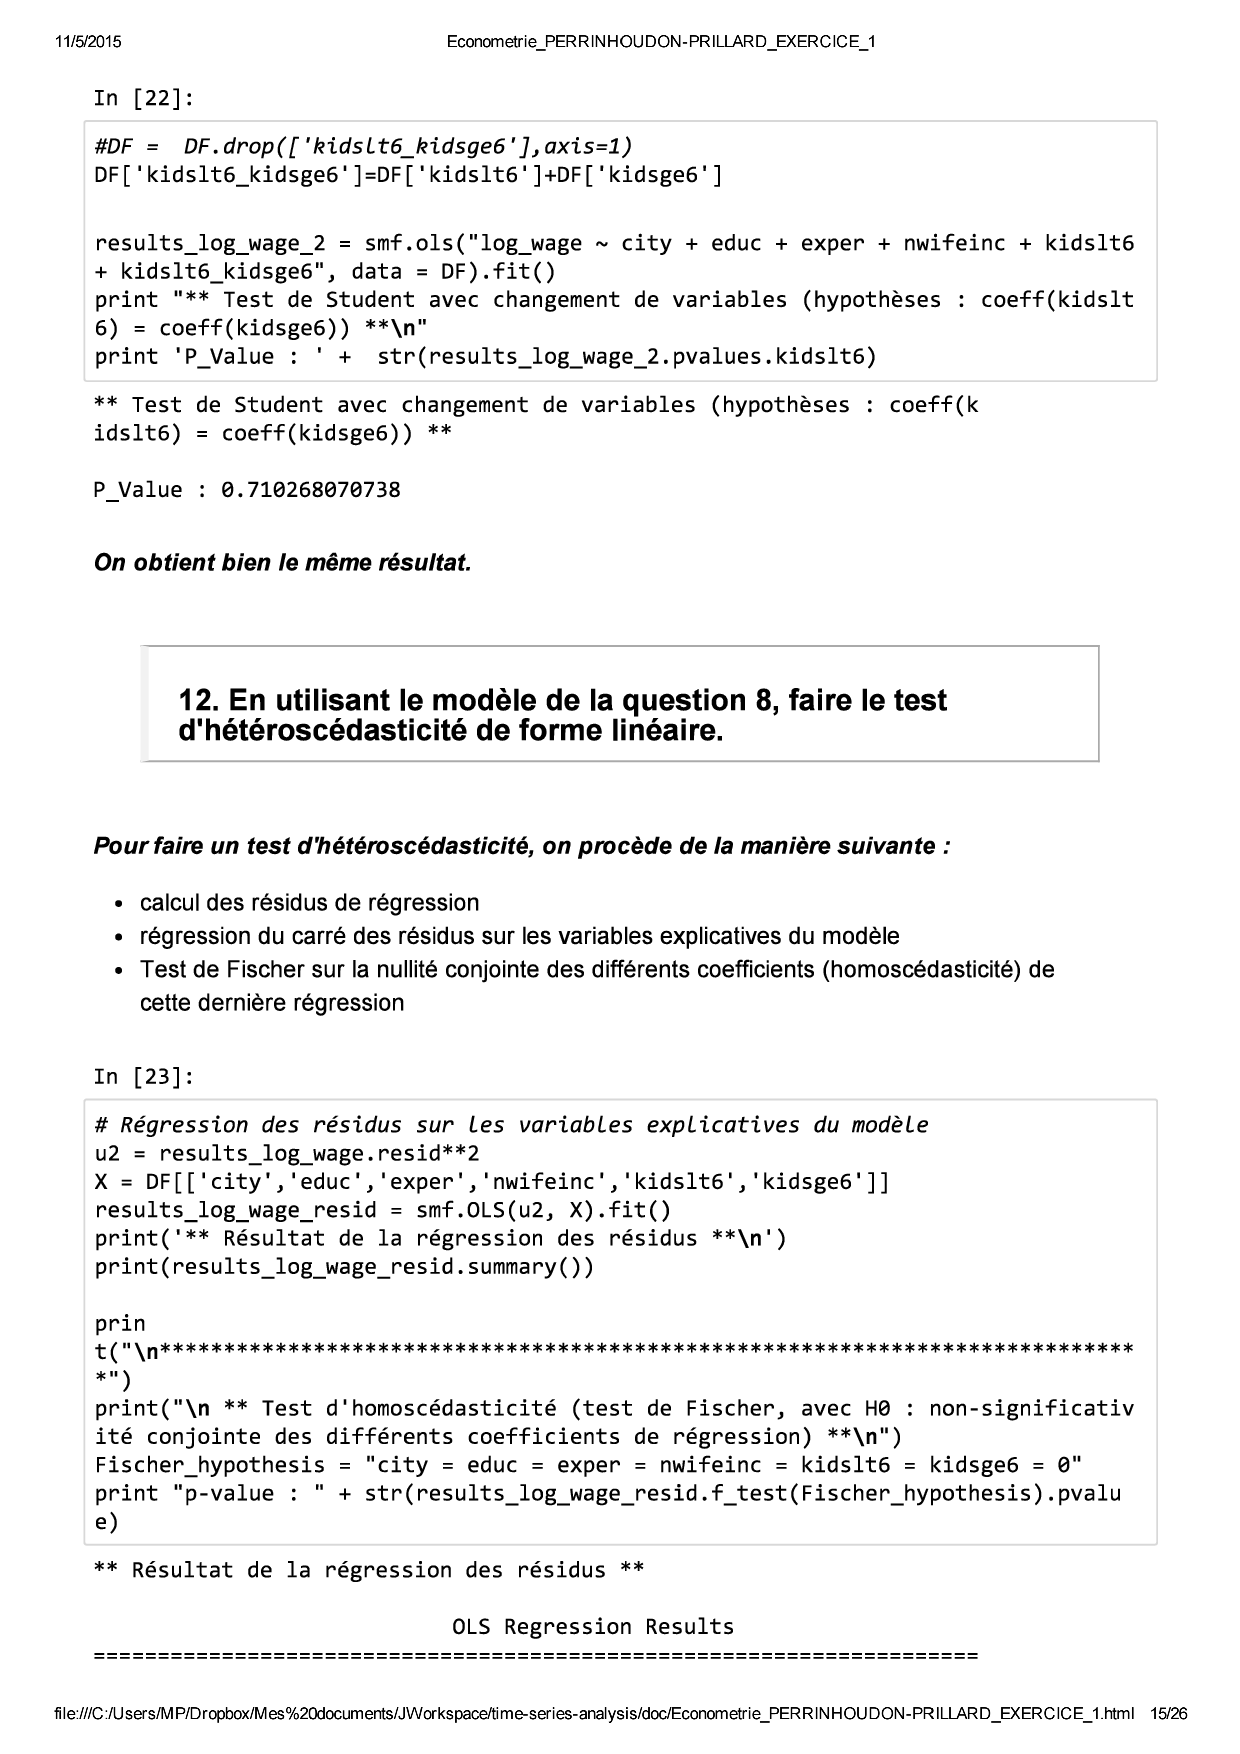 11/5/2015 Econometrie_PERRINHOUDON-PRILLARD_EXERCICE_1
In [22]:
#DF =  DF.drop(['kidslt6_kidsge6'],axis=1)
DF['kidslt6_kidsge6']=DF['kidslt6']+DF['kidsge6']
results_log_wage_2 = smf.ols("log_wage ~ city + educ + exper + nwifeinc + kidslt6
+ kidslt6_kidsge6", data = DF).fit()
print "** Test de Student avec changement de variables (hypothèses : coeff(kidslt
6) = coeff(kidsge6)) **\n"
print 'P_Value : ' +  str(results_log_wage_2.pvalues.kidslt6)
** Test de Student avec changement de variables (hypothèses : coeff(k
idslt6) = coeff(kidsge6)) **
P_Value : 0.710268070738
On obtient bien le même résultat.
12. En utilisant le modèle de la question 8, faire le test
d'hétéroscédasticité de forme linéaire.
Pour faire un test d'hétéroscédasticité, on procède de la manière suivante :
• calcul des résidus de régression
• régression du carré des résidus sur les variables explicatives du modèle
• Test de Fischer sur la nullité conjointe des différents coefficients (homoscédasticité) de
cette dernière régression
In [23]:
# Régression des résidus sur les variables explicatives du modèle
u2 = results_log_wage.resid**2
X = DF[['city','educ','exper','nwifeinc','kidslt6','kidsge6']]
results_log_wage_resid = smf.OLS(u2, X).fit()
print('** Résultat de la régression des résidus **\n')
print(results_log_wage_resid.summary())
prin
t("\n****************************************************************************
*")
print("\n ** Test d'homoscédasticité (test de Fischer, avec H0 : non-significativ
ité conjointe des différents coefficients de régression) **\n")
Fischer_hypothesis = "city = educ = exper = nwifeinc = kidslt6 = kidsge6 = 0"
print "p-value : " + str(results_log_wage_resid.f_test(Fischer_hypothesis).pvalu
e)
** Résultat de la régression des résidus **
OLS Regression Results
=====================================================================
file:///C:/Users/MP/Dropbox/Mes%20documents/JWorkspace/time-series-analysis/doc/Econometrie_PERRINHOUDON-PRILLARD_EXERCICE_1.html 15/26